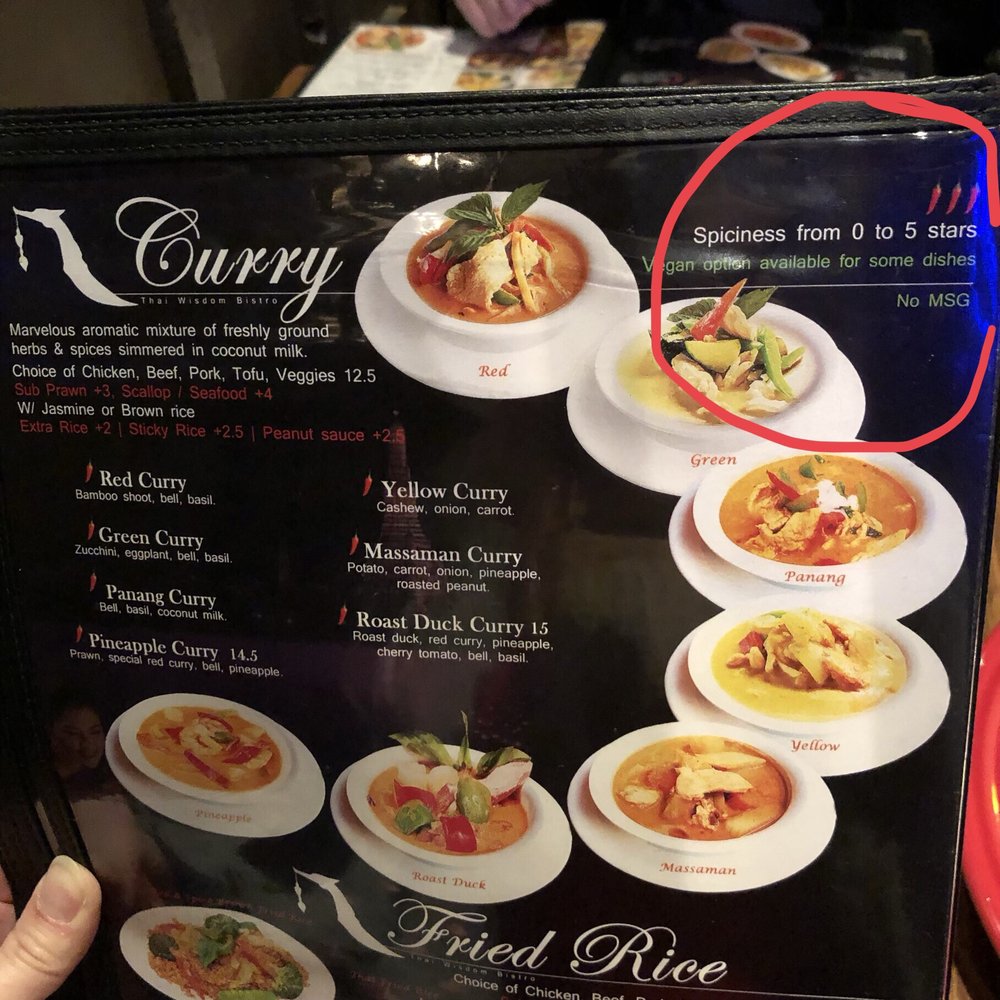 Curry
Thai Wisdom Bistro
Spiciness from 0 to 5 stars
Vegan option available for some dishes
No MSG
Marvelous aromatic mixture of freshly ground
herbs & spices simmered in coconut milk.
Choice of Chicken, Beef, Pork, Tofu, Veggies 12.5
Sub Prawn +3, Scallop / Seafood +4
W/ Jasmine or Brown rice
Extra Rice +2 | Sticky Rice +2.5 | Peanut sauce +2.5
Red Curry
Bamboo shoot, bell, basil.
Green Curry
Zucchini, eggplant, bell, basil.
Panang Curry
Bell, basil, coconut milk.
Pineapple Curry 14.5
Prawn, special red curry, bell, pineapple.
Yellow Curry
Cashew, onion, carrot.
Massaman Curry
Potato, carrot, onion, pineapple,
roasted peanut.
Roast Duck Curry 15
Roast duck, red curry, pineapple,
cherry tomato, bell, basil.
Red
Green
Panang
Yellow
Massaman
Roast Duck
Pineapple
Fried Rice
Thai Wisdom Bistro
Choice of Chicken, Beef,